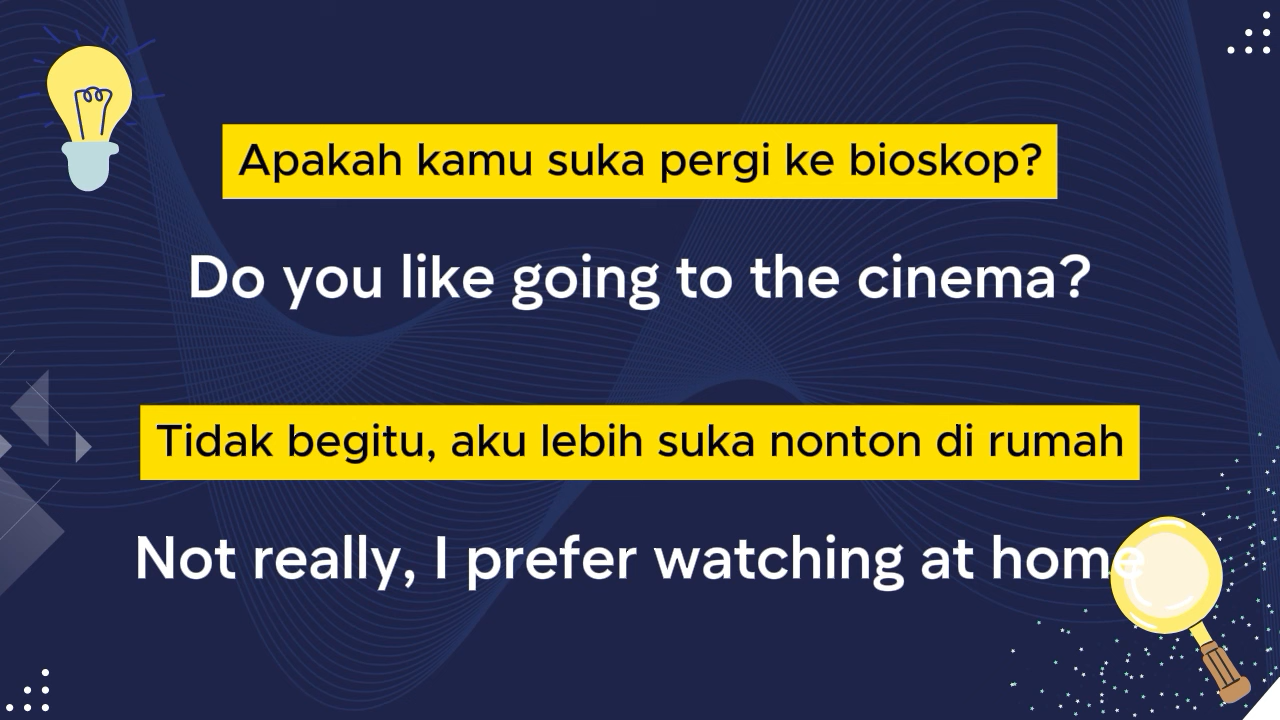 Apakah kamu suka pergi ke bioskop?
Do you like going to the cinema?
Tidak begitu, aku lebih suka nonton di rumah
Not really, I prefer watching at home